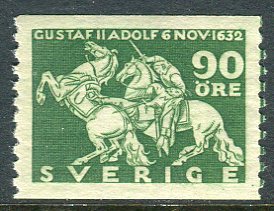 GUSTAF II ADOLF 6 NOV 1632
90
ÖRE
SVERIGE